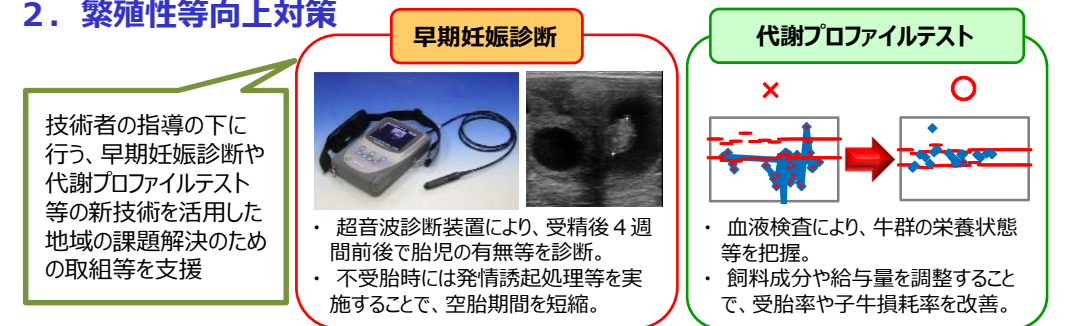 ２．繁殖性等向上対策
技術者の指導の下に
行う、早期妊娠診断や
代謝プロファイルテスト
等の新技術を活用した
地域の課題解決のため
の取組等を支援
早期妊娠診断
・ 超音波診断装置により、受精後４週
間前後で胎児の有無等を診断。
・ 不受胎時には発情誘起処理等を実
施することで、空胎期間を短縮。
代謝プロファイルテスト
×
○
・ 血液検査により、牛群の栄養状態
等を把握。
・ 飼料成分や給与量を調整すること
で、受胎率や子牛損耗率を改善。